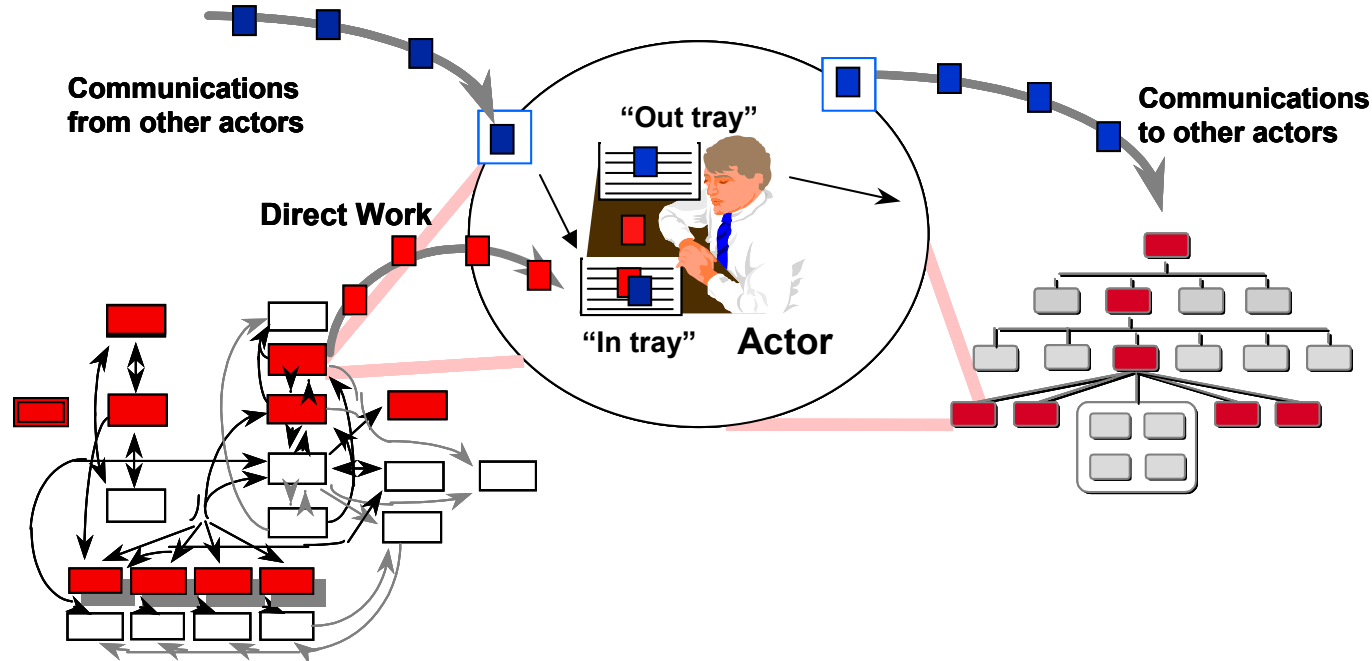 Communications
from other actors
“Out tray”
Communications
to other actors
Direct Work
“In tray”
Actor